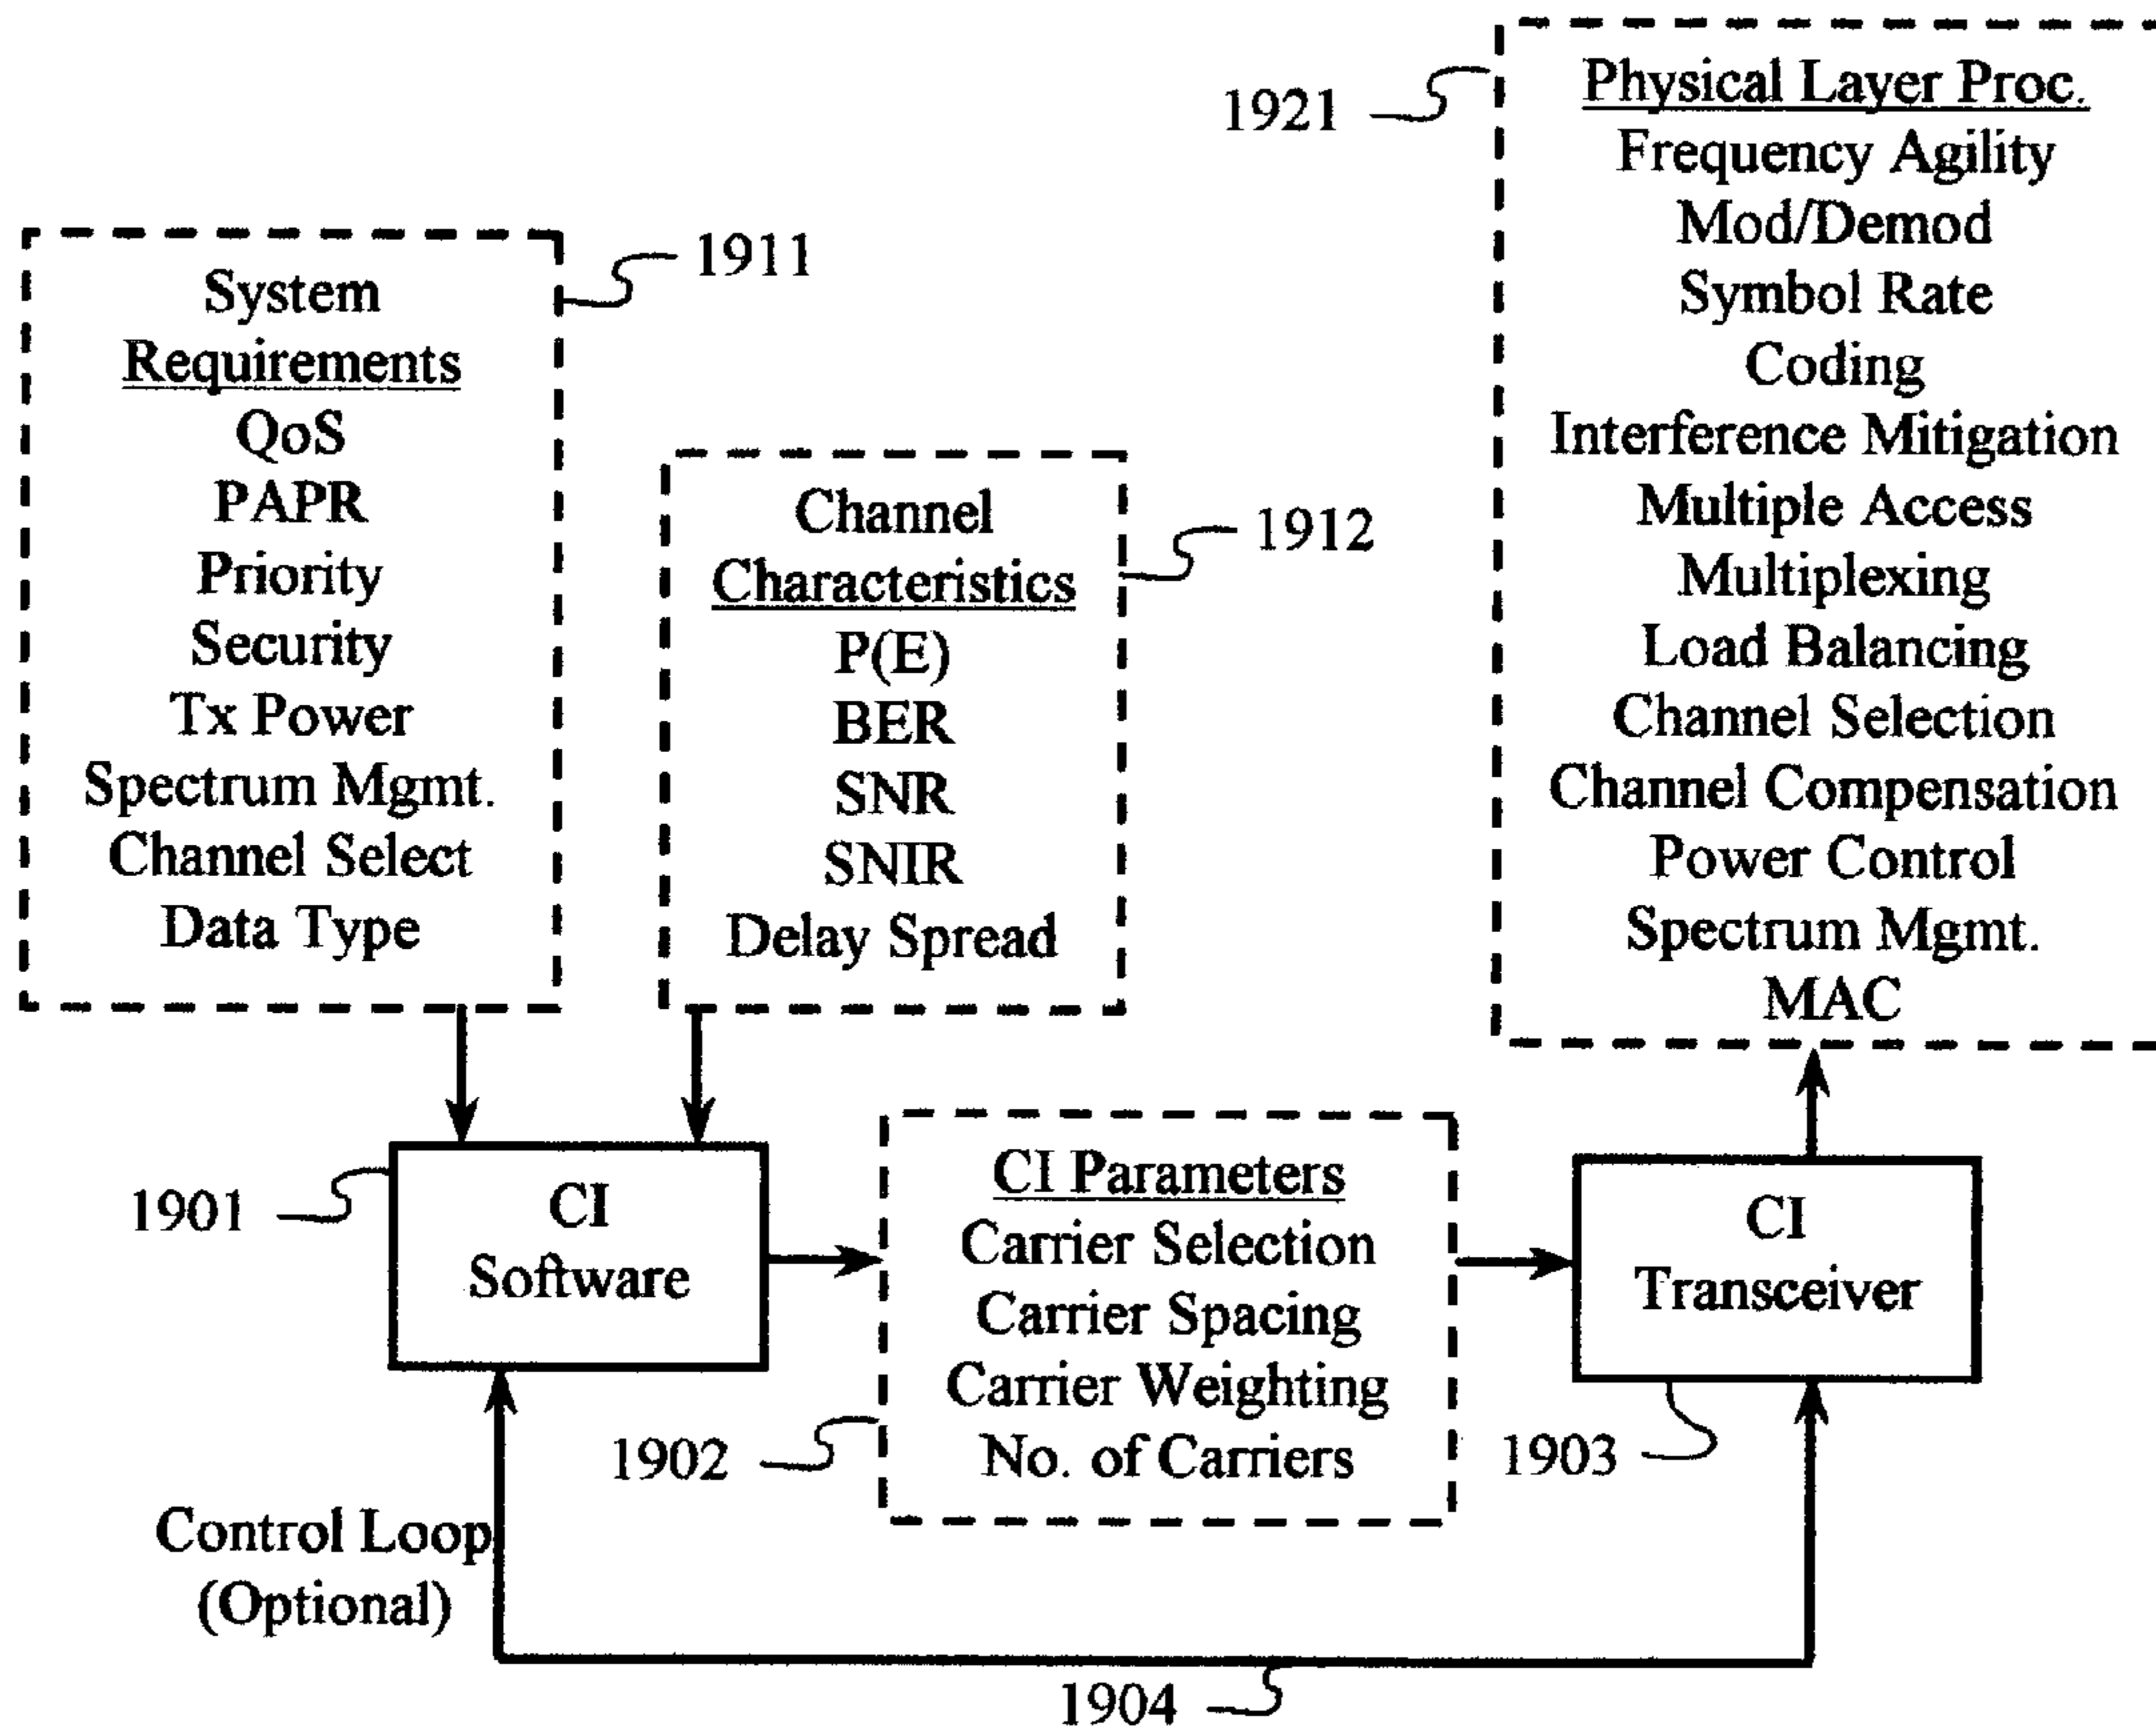 1921
Physical Layer Proc.
Frequency Agility
Mod/Demod
Symbol Rate
Coding
Interference Mitigation
Multiple Access
Multiplexing
Load Balancing
Channel Selection
Channel Compensation
Power Control
Spectrum Mgmt.
MAC
1911
System
Requirements
QoS
PAPR
Priority
Security
Tx Power
Spectrum Mgmt.
Channel Select
Data Type
1912
Channel
Characteristics
P(E)
BER
SNR
SNIR
Delay Spread
1901
CI
Software
CI Parameters
Carrier Selection
Carrier Spacing
Carrier Weighting
No. of Carriers
1902
CI
Transceiver
1903
Control Loop
(Optional)
1904